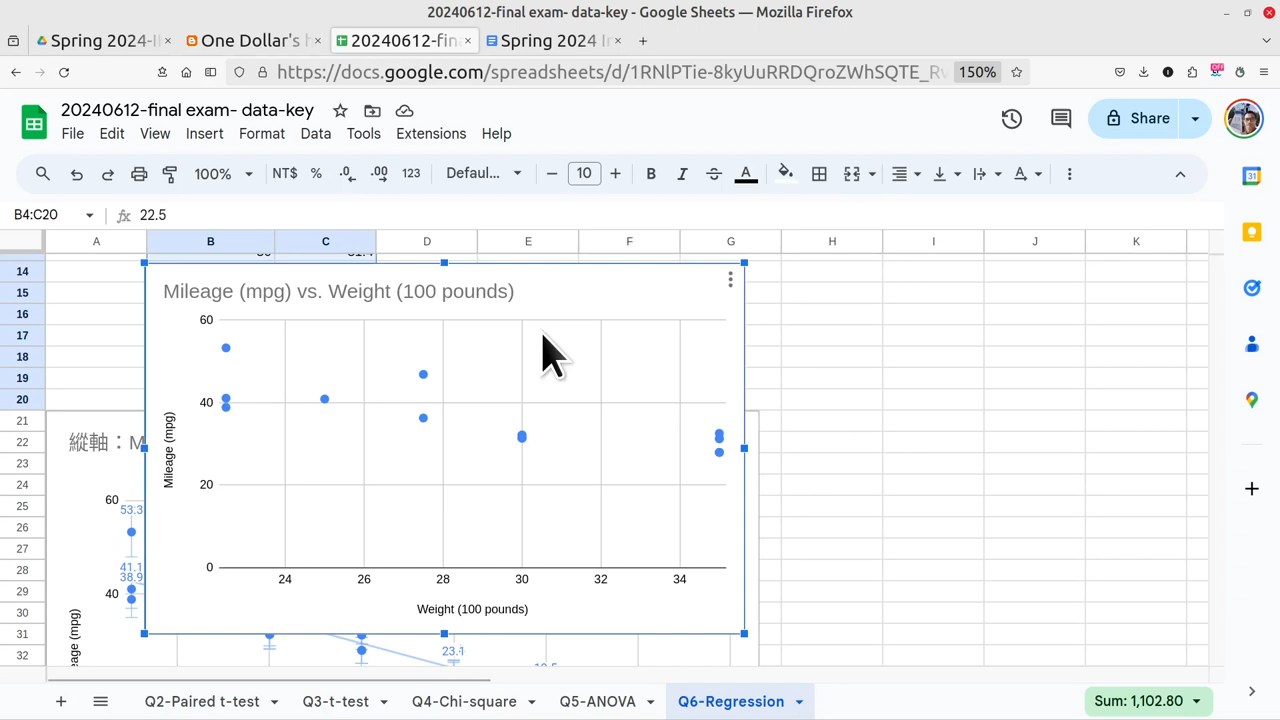 20240612-final exam- data-key - Google Sheets — Mozilla Firefox
Spring 2024-I
One Dollar's
20240612-fin
Spring 2024 I
https://docs.google.com/spreadsheets/d/1RNlPTie-8kyUuRRDQroZWhSQTE_Rv
150%
OFF
20240612-final exam- data-key
File Edit View Insert Format Data Tools Extensions Help
Share
100% NT$ % .0 .00 123 Defaul... 10 B I A
B4:C20 22.5
A B C D E F G H I J K
14
15
16
17
18
19
20
21
22
23
24
25
26
27
28
29
30
31
32
Mileage (mpg) vs. Weight (100 pounds)
60
40
20
0
Mileage (mpg)
24 26 28 30 32 34
Weight (100 pounds)
縱軸：M
60
53.3
41.1
38.9
40
23.1
31
Q2-Paired t-test Q3-t-test Q4-Chi-square Q5-ANOVA Q6-Regression
Sum: 1,102.80